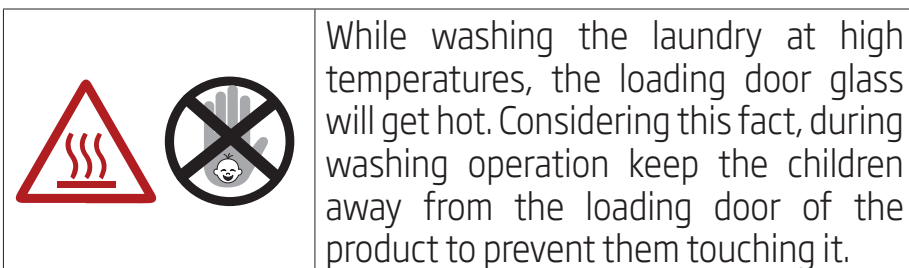 While washing the laundry at high
temperatures, the loading door glass
will get hot. Considering this fact, during
washing operation keep the children
away from the loading door of the
product to prevent them touching it.